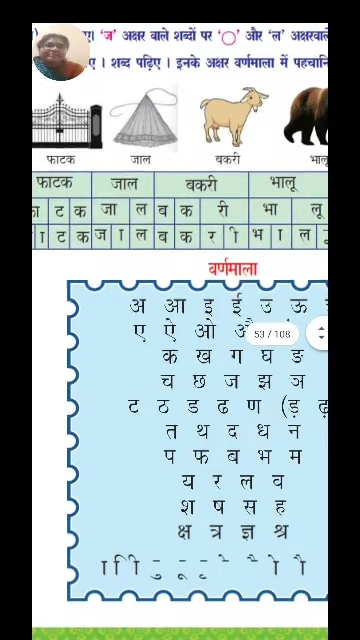 'ज' अक्षर वाले शब्दों पर '○' और 'ल' अक्षरवाले
। शब्द पढ़िए । इनके अक्षर वर्णमाला में पहचानि
फाटक जाल बकरी भालू
फाटक जाल बकरी भालू
फा ट क जा ल ब क री भा लू
ा ट क ज ा ल ब क र ी भ ा ल
वर्णमाला
अ आ इ ई उ ऊ
ए ऐ ओ औ
53 / 108
क ख ग घ ङ
च छ ज झ ञ
ट ठ ड ढ ण (ड़ ढ़
त थ द ध न
प फ ब भ म
य र ल व
श ष स ह
क्ष त्र ज्ञ श्र
ा ि ी ु ू ृ े ै ो ौ